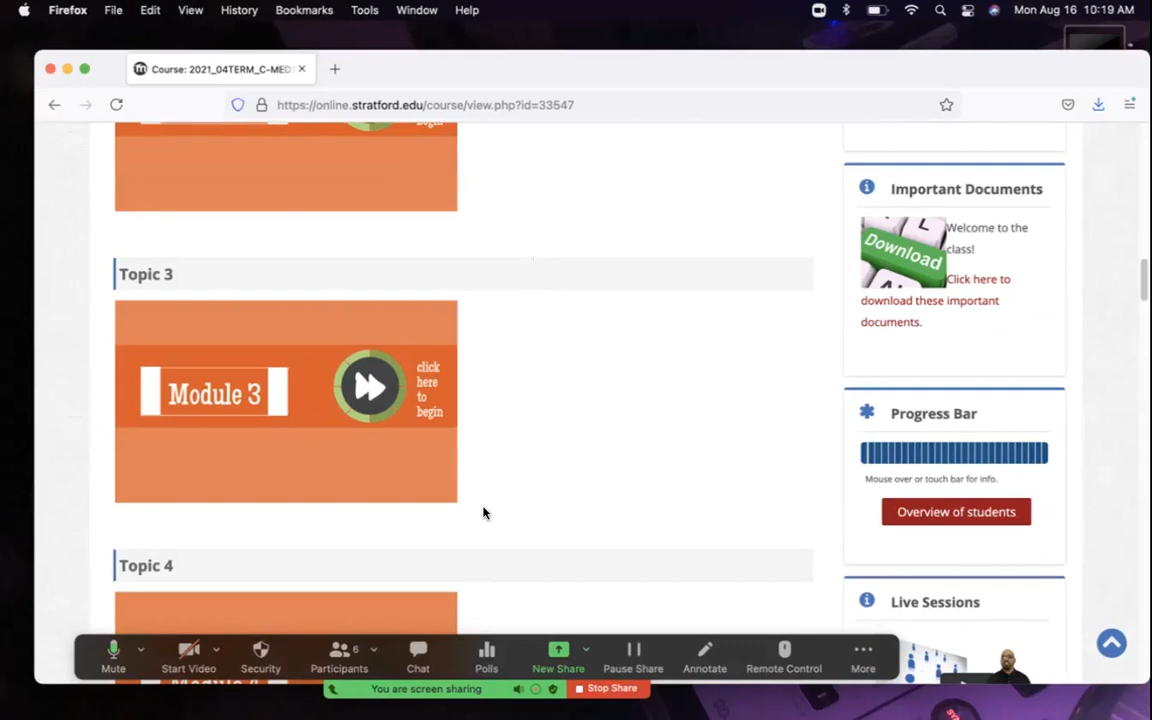 Firefox File Edit View History Bookmarks Tools Window Help Mon Aug 16 10:19 AM
Course: 2021_04TERM_C-MEDT
https://online.stratford.edu/course/view.php?id=33547
begin
Important Documents
Download
Welcome to the
class!
Click here to
download these important
documents.
Topic 3
Module 3
click
here
to
begin
Progress Bar
Mouse over or touch bar for info.
Overview of students
Topic 4
Live Sessions
6
Mute Start Video Security Participants Chat Polls New Share Pause Share Annotate Remote Control More
You are screen sharing Stop Share